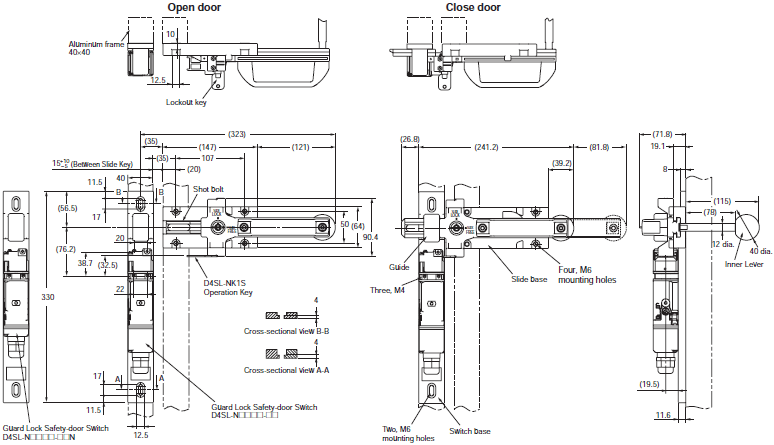 Open door
Close door
Aluminum frame
40×40
10
12.5
Lockout key
(323)
(35)
(147)
(121)
15 +10 -5 (Between Slide Key)
(35)
107
(20)
40
11.5
B
B
Shot bolt
(56.5)
17
20
(76.2)
38.7
(32.5)
22
330
50
(64)
90.4
D4SL-NK1S
Operation Key
4
Cross-sectional view B-B
4
Cross-sectional view A-A
17
A
A
11.5
12.5
Guard Lock Safety-door Switch
D4SL-N□□□□-□□N
Guard Lock Safety-door Switch
D4SL-N□□□□-□□
(26.8)
(241.2)
(81.8)
(39.2)
Guide
Slide base
Four, M6
mounting holes
Three, M4
Two, M6
mounting holes
Switch base
(71.8)
19.1
8
(115)
(78)
12 dia.
40 dia.
Inner Lever
(19.5)
11.6